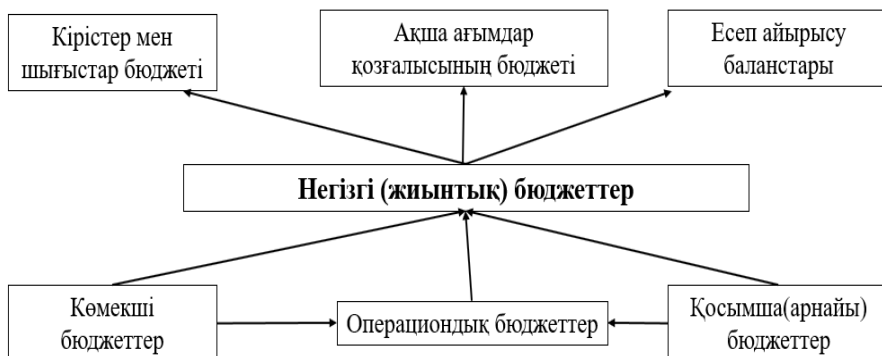 Кірістер мен
шығыстар бюджеті
Ақша ағымдар
қозғалысының бюджеті
Есеп айырысу
баланстары
Негізгі (жиынтық) бюджеттер
Көмекші
бюджеттер
Операциондық бюджеттер
Қосымша(арнайы)
бюджеттер